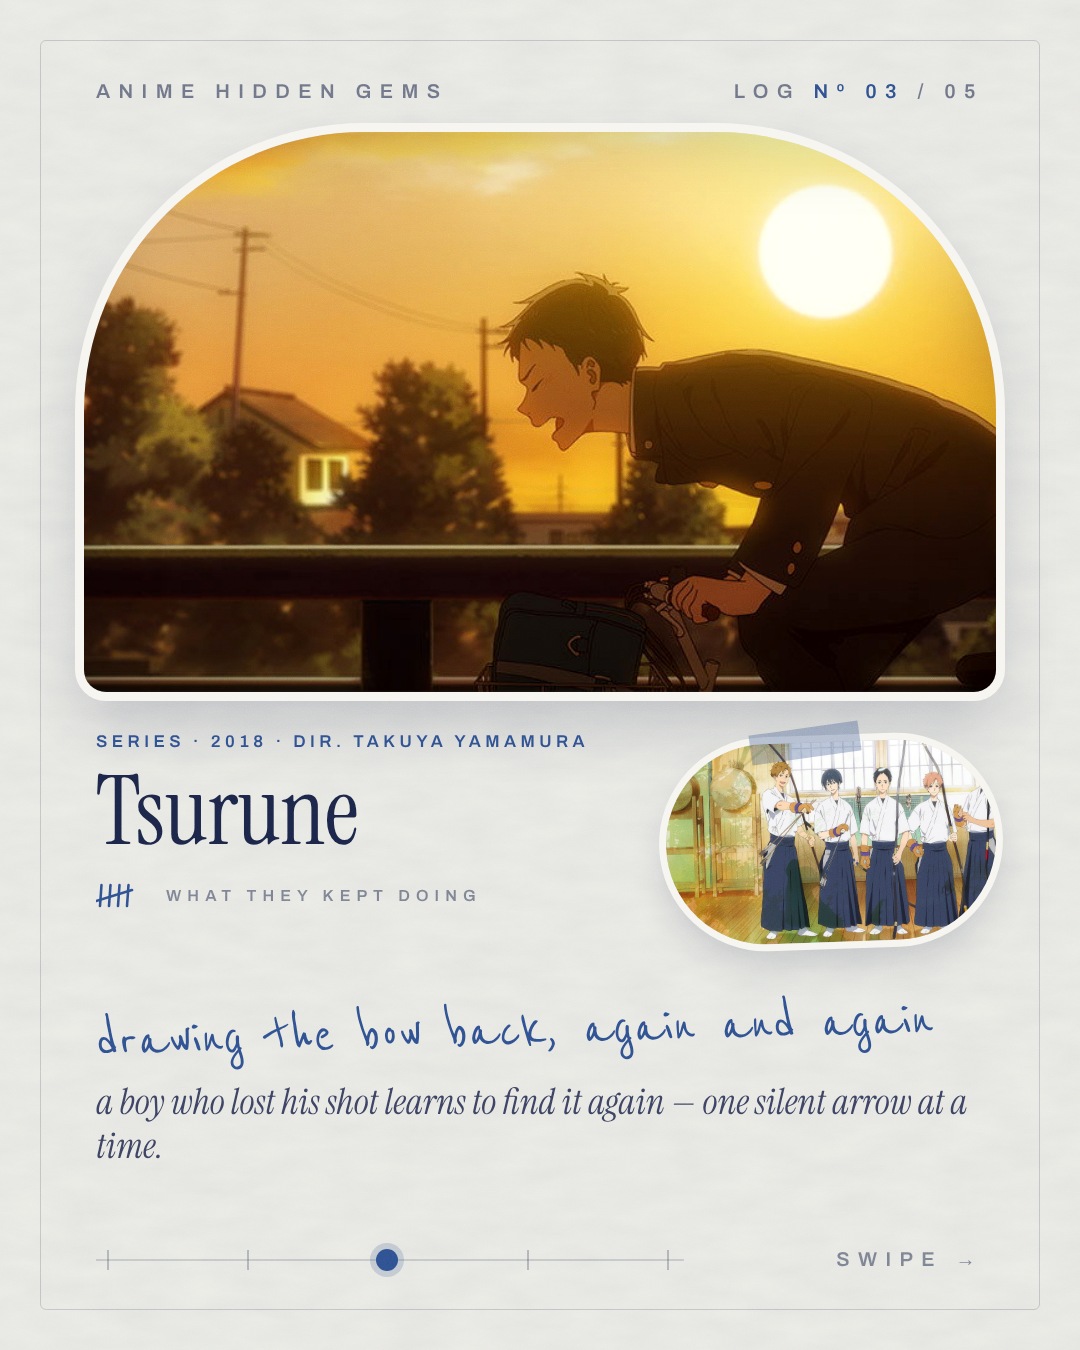 ANIME HIDDEN GEMS
LOG Nº 03 / 05
SERIES · 2018 · DIR. TAKUYA YAMAMURA
Tsurune
WHAT THEY KEPT DOING
drawing the bow back, again and again
a boy who lost his shot learns to find it again — one silent arrow at a
time.
SWIPE →